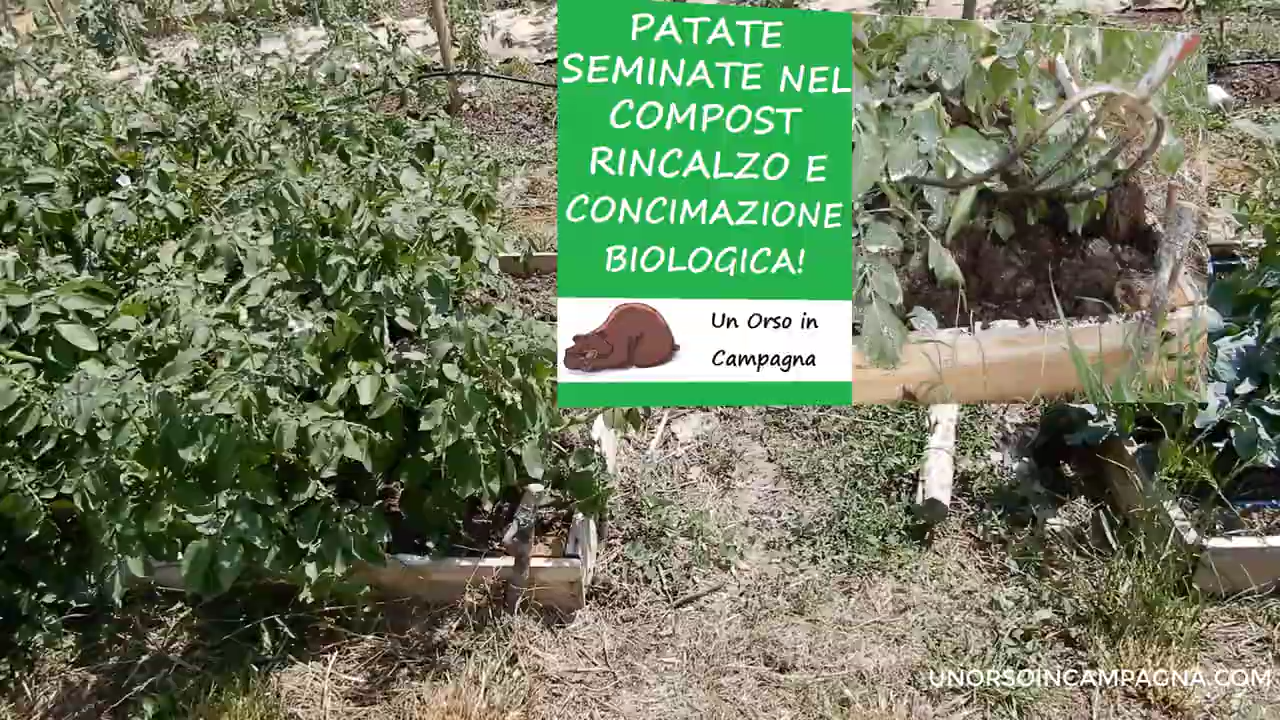 PATATE
SEMINATE NEL
COMPOST
RINCALZO E
CONCIMAZIONE
BIOLOGICA!
Un Orso in
Campagna
UNORSOINCAMPAGNA.COM